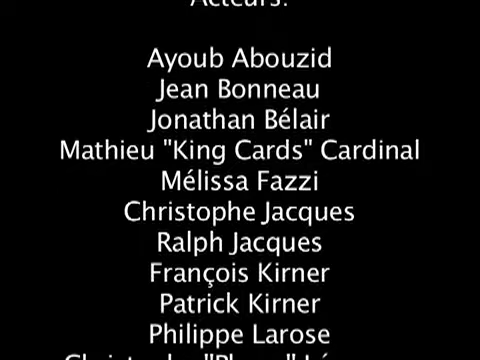 Acteurs:
Ayoub Abouzid
Jean Bonneau
Jonathan Bélair
Mathieu "King Cards" Cardinal
Mélissa Fazzi
Christophe Jacques
Ralph Jacques
François Kirner
Patrick Kirner
Philippe Larose
Christophe